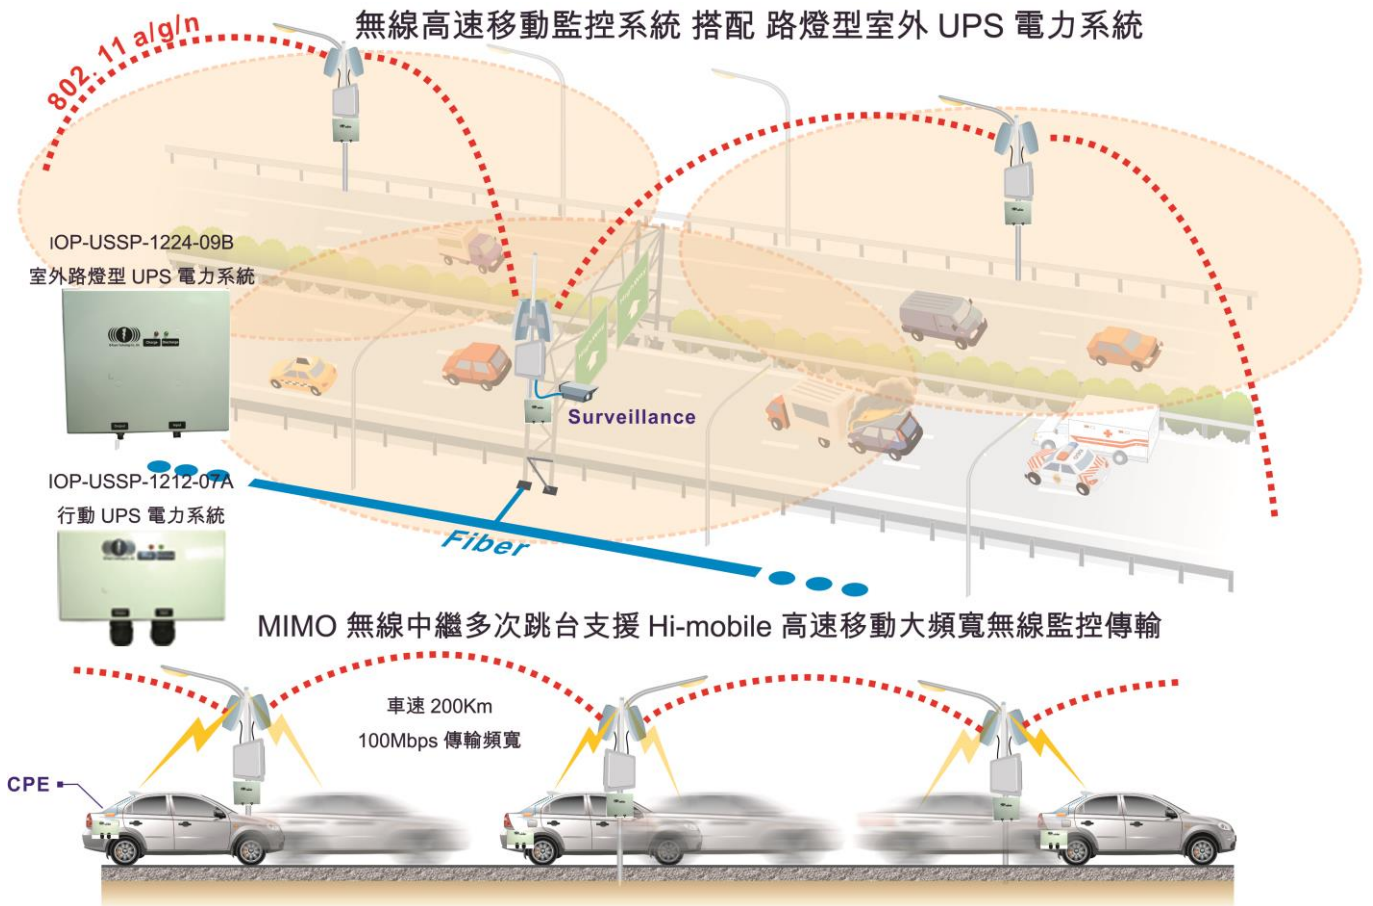 無線高速移動監控系統 搭配 路燈型室外 UPS 電力系統
802. 11 a/g/n
IOP-USSP-1224-09B
室外路燈型 UPS 電力系統
Surveillance
IOP-USSP-1212-07A
行動 UPS 電力系統
Fiber
MIMO 無線中繼多次跳台支援 Hi-mobile 高速移動大頻寬無線監控傳輸
車速 200Km
100Mbps 傳輸頻寬
CPE